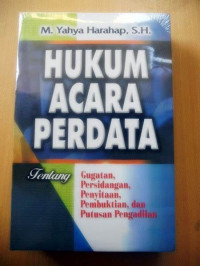 M. Yahya Harahap, S.H.
HUKUM
ACARA
PERDATA
Tentang
Gugatan,
Persidangan,
Penyitaan,
Pembuktian, dan
Putusan Pengadilan